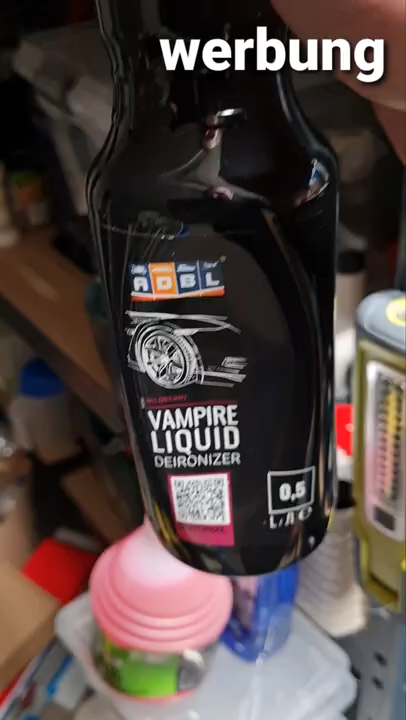 werbung
ADBL
VAMPIRE
LIQUID
DEIRONIZER
0,5
L/Л e